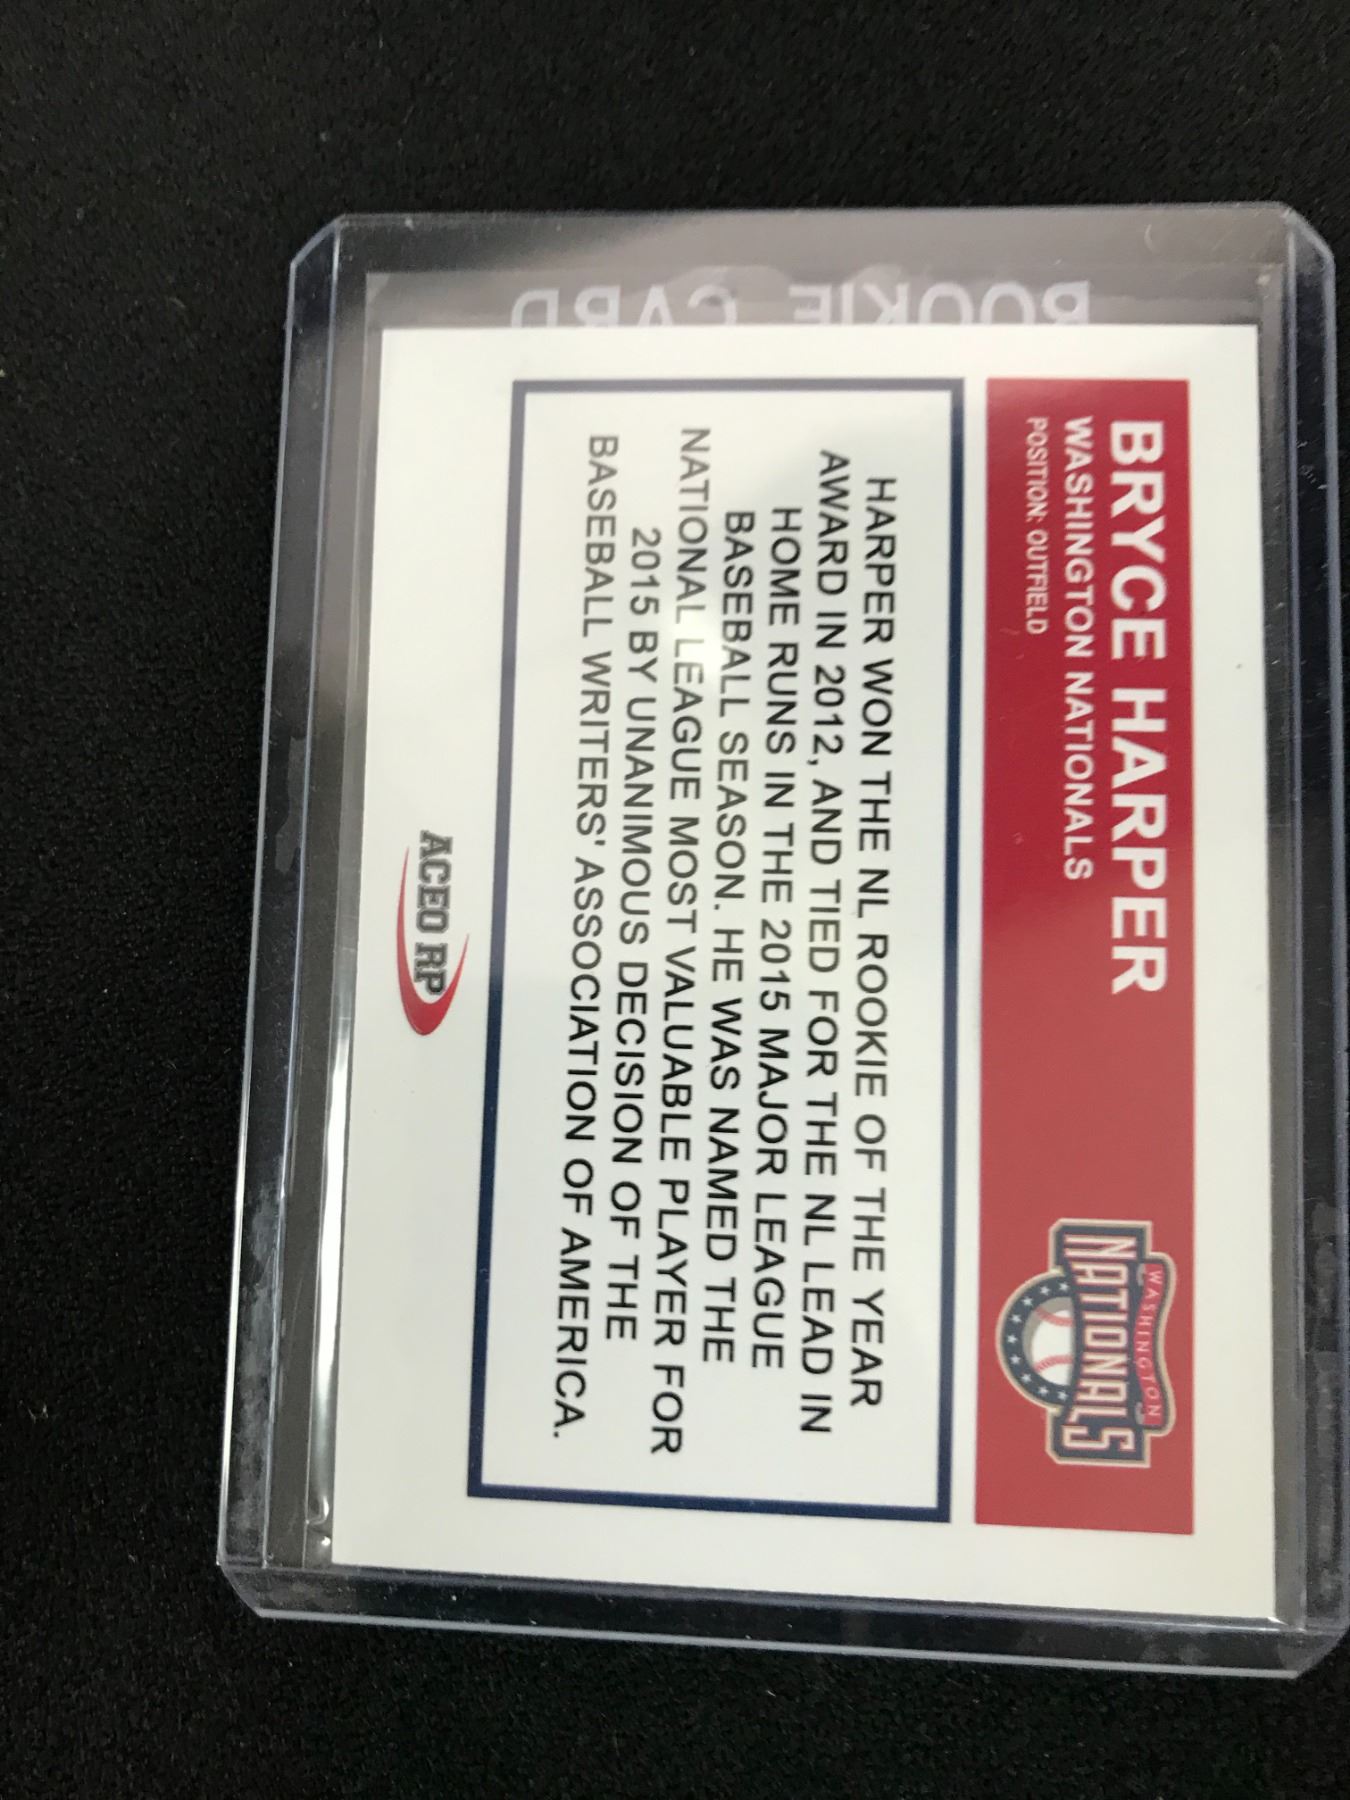 ROOKIE CARD
BRYCE HARPER
WASHINGTON NATIONALS
POSITION: OUTFIELD
WASHINGTON
NATIONALS
HARPER WON THE NL ROOKIE OF THE YEAR
AWARD IN 2012, AND TIED FOR THE NL LEAD IN
HOME RUNS IN THE 2015 MAJOR LEAGUE
BASEBALL SEASON. HE WAS NAMED THE
NATIONAL LEAGUE MOST VALUABLE PLAYER FOR
2015 BY UNANIMOUS DECISION OF THE
BASEBALL WRITERS' ASSOCIATION OF AMERICA.
ACEO RP